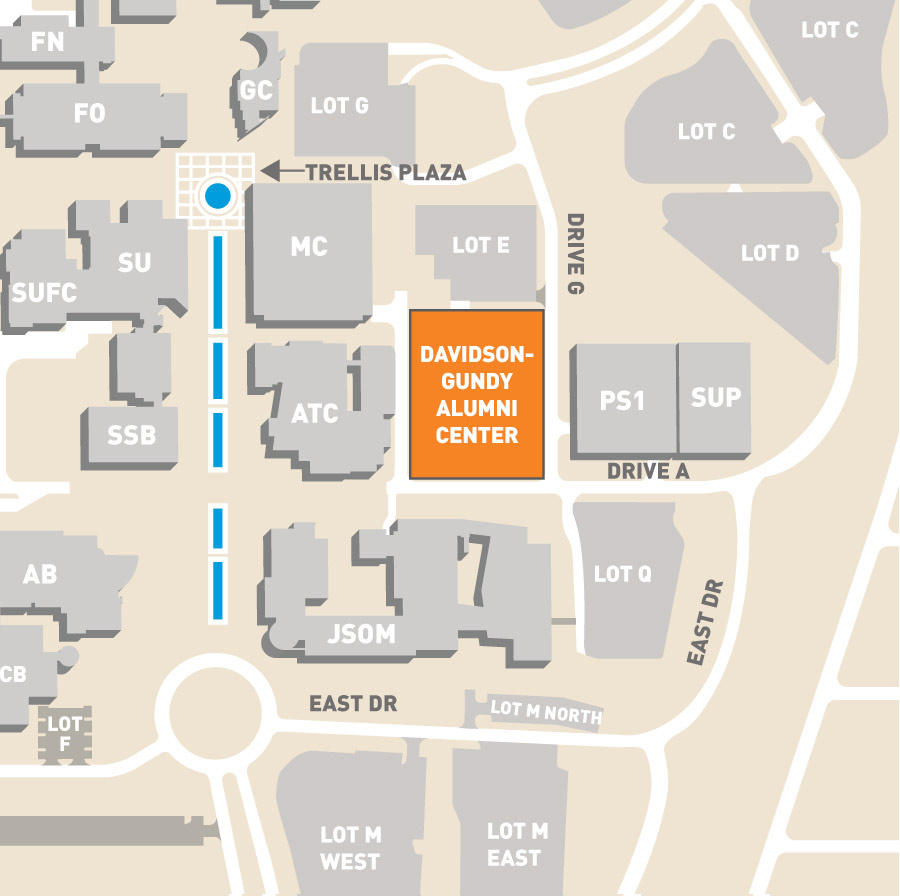 LOT C
FN
GC
LOT G
FO
LOT C
TRELLIS PLAZA
DRIVE G
MC
LOT E
LOT D
SU
SUFC
DAVIDSON-
GUNDY
ALUMNI
CENTER
PS1
SUP
ATC
SSB
DRIVE A
AB
LOT Q
EAST DR
JSOM
CB
EAST DR
LOT M NORTH
LOT
F
LOT M
WEST
LOT M
EAST